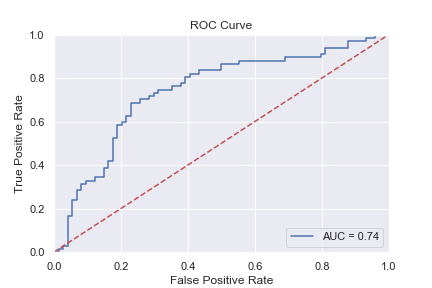 ROC Curve
1.0
0.8
0.6
0.4
0.2
0.0
True Positive Rate
AUC = 0.74
0.0 0.2 0.4 0.6 0.8 1.0
False Positive Rate